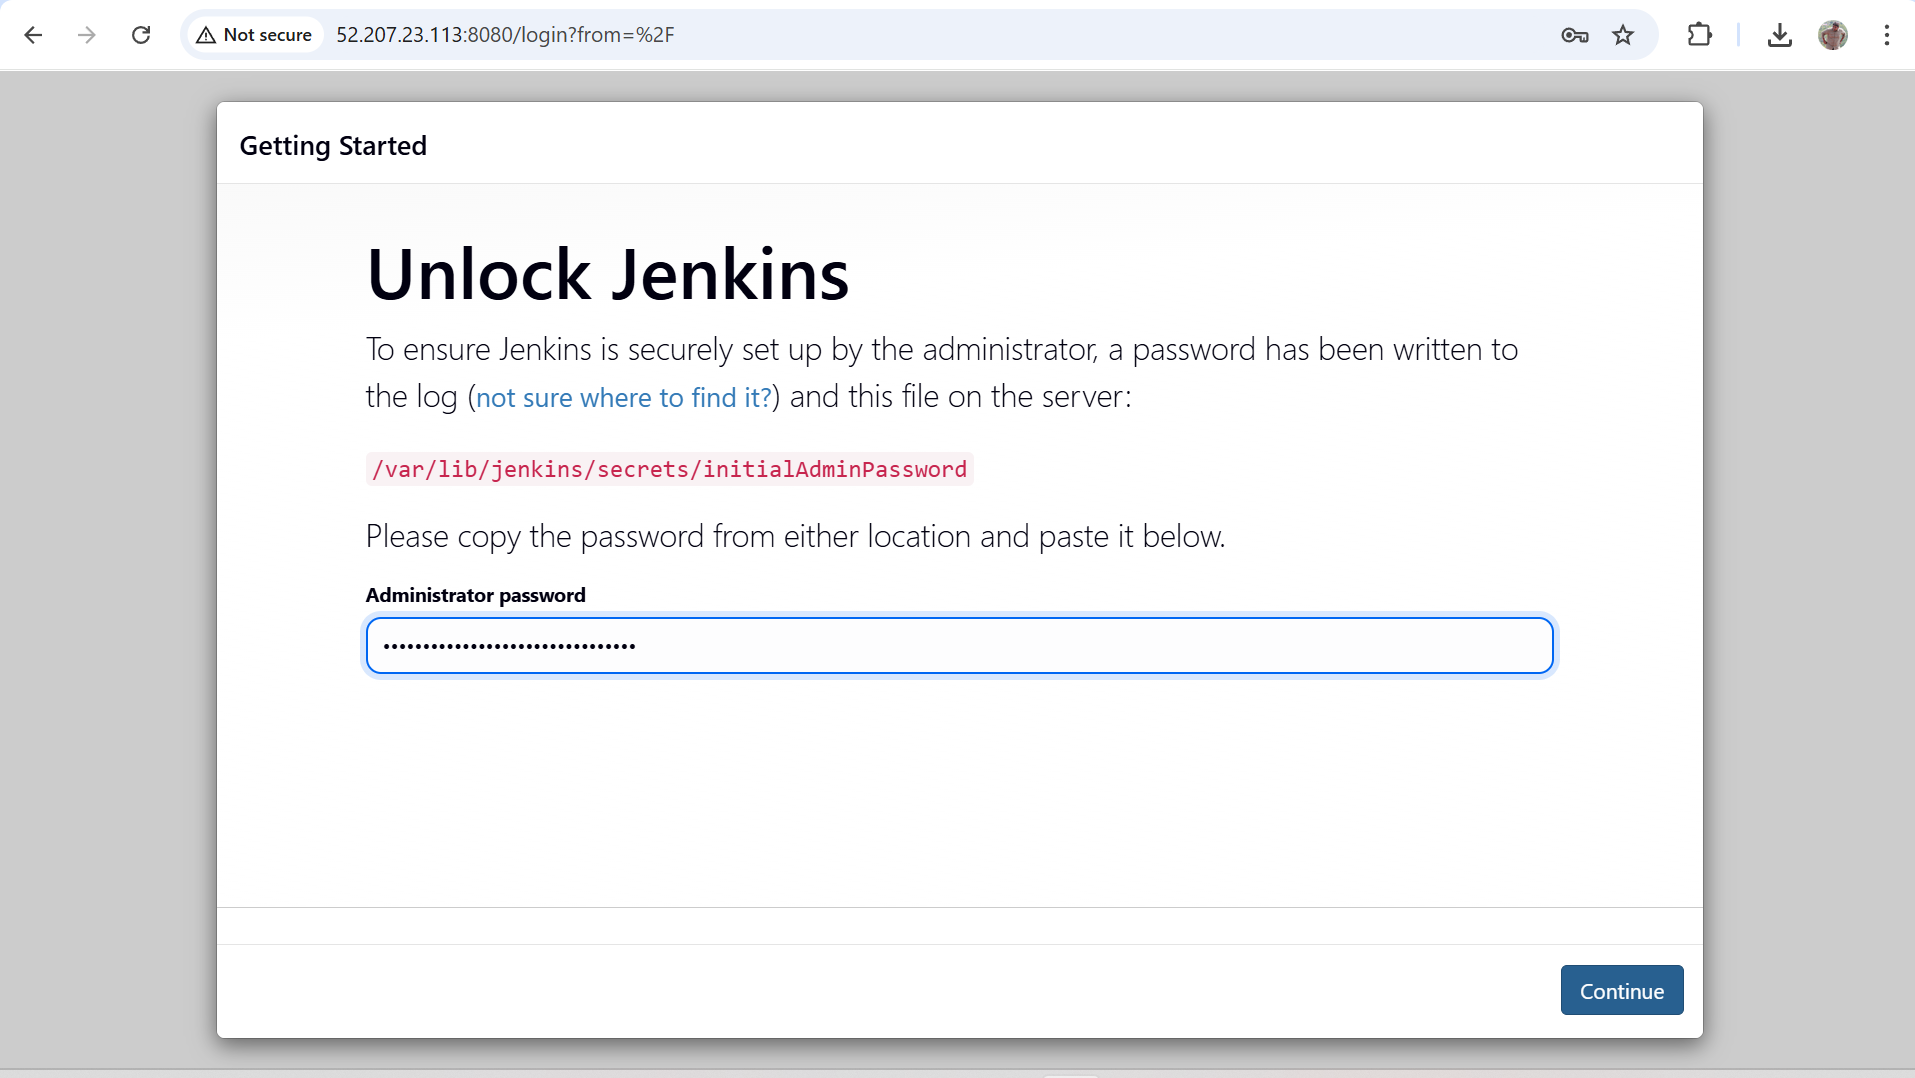 Not secure
52.207.23.113:8080/login?from=%2F
Getting Started
Unlock Jenkins
To ensure Jenkins is securely set up by the administrator, a password has been written to
the log (not sure where to find it?) and this file on the server:
/var/lib/jenkins/secrets/initialAdminPassword
Please copy the password from either location and paste it below.
Administrator password
••••••••••••••••••••••••••••••••
Continue